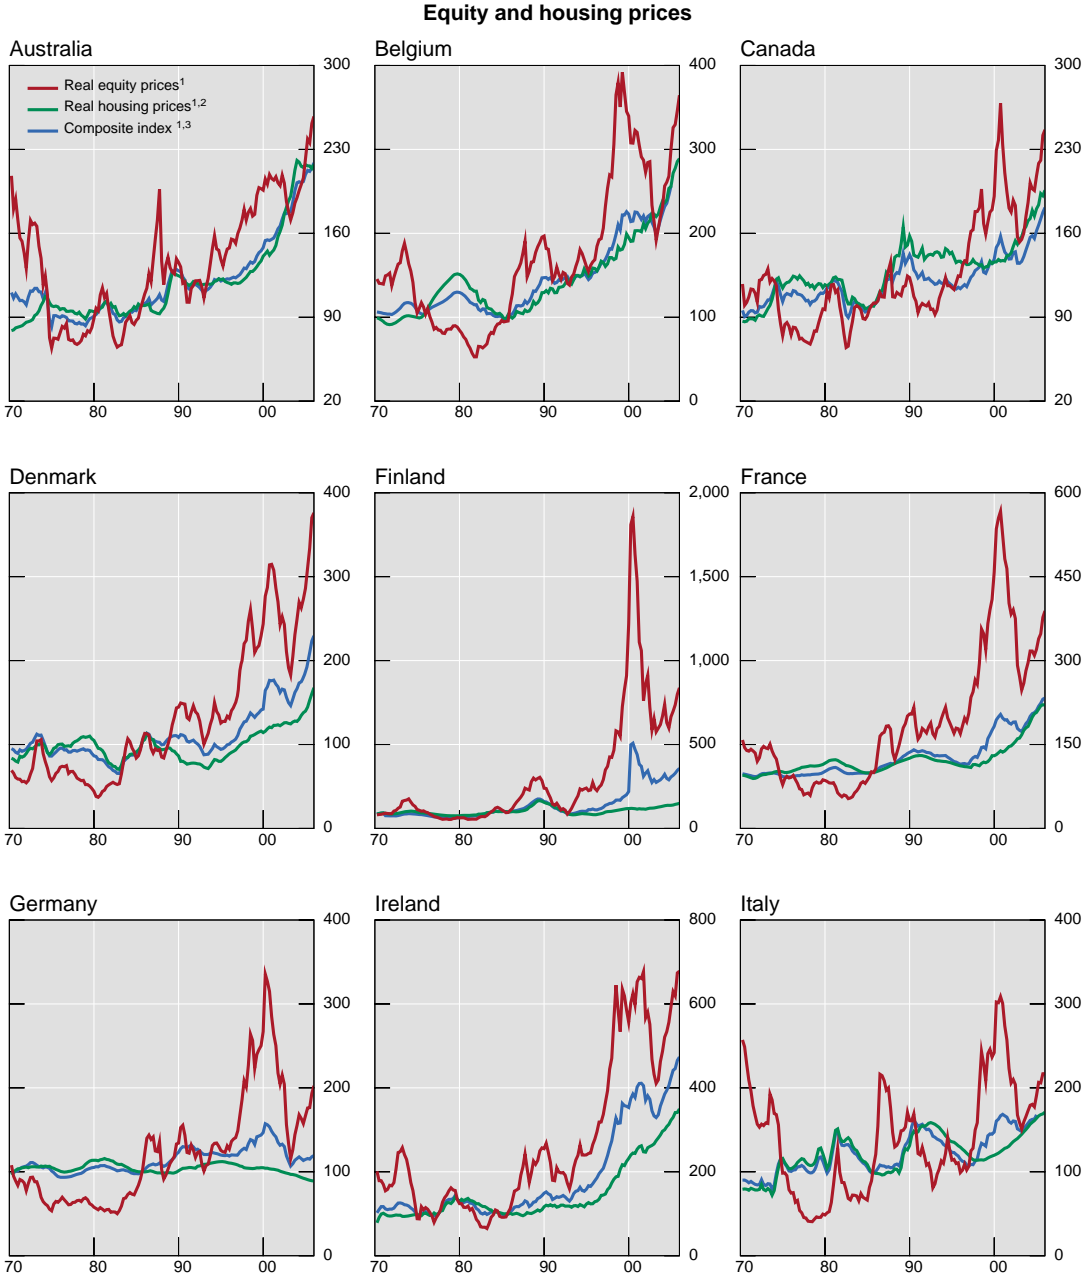 Equity and housing prices
Australia
Belgium
Canada
Real equity prices¹
Real housing prices¹,²
Composite index ¹,³
300
230
160
90
20
400
300
200
100
0
300
230
160
90
20
70 80 90 00
70 80 90 00
70 80 90 00
Denmark
Finland
France
400
300
200
100
0
2,000
1,500
1,000
500
0
600
450
300
150
0
70 80 90 00
70 80 90 00
70 80 90 00
Germany
Ireland
Italy
400
300
200
100
0
800
600
400
200
0
400
300
200
100
0
70 80 90 00
70 80 90 00
70 80 90 00